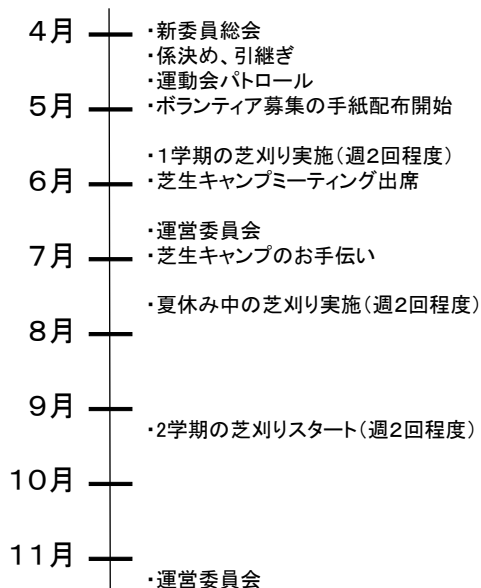 4月
・新委員総会
・係決め、引継ぎ
・運動会パトロール
5月
・ボランティア募集の手紙配布開始
・1学期の芝刈り実施（週2回程度）
6月
・芝生キャンプミーティング出席
・運営委員会
7月
・芝生キャンプのお手伝い
・夏休み中の芝刈り実施（週2回程度）
8月
9月
・2学期の芝刈りスタート（週2回程度）
10月
11月
・運営委員会